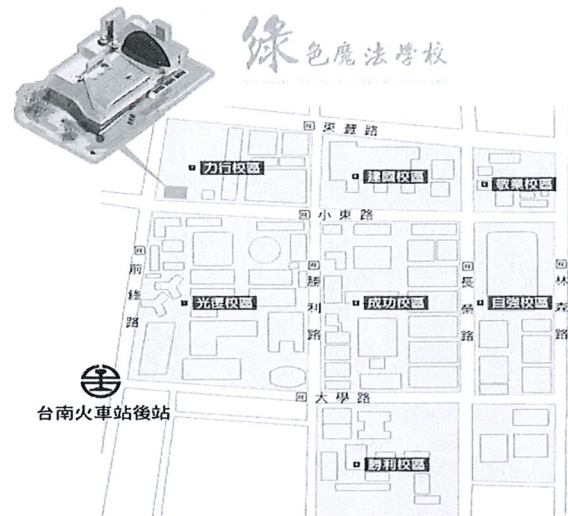 綠色魔法學校
東豐路
力行校區
建國校區
敬業校區
小東路
前鋒路
勝利路
長榮路
林森路
光復校區
成功校區
自強校區
大學路
台南火車站後站
勝利校區